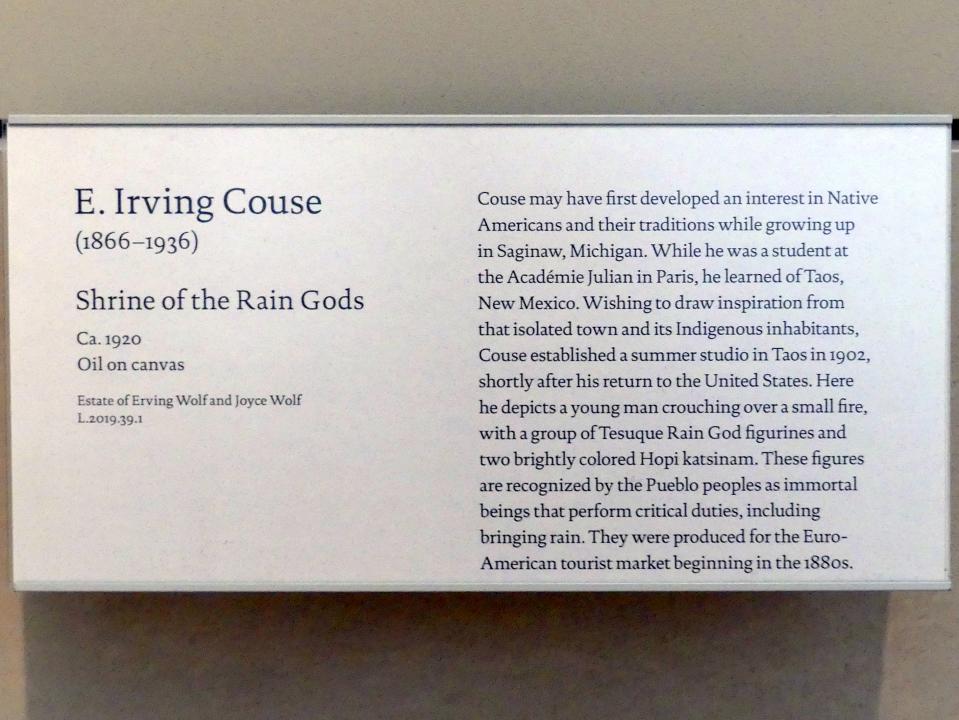 E. Irving Couse
(1866–1936)
Shrine of the Rain Gods
Ca. 1920
Oil on canvas
Estate of Erving Wolf and Joyce Wolf
L.2019.39.1
Couse may have first developed an interest in Native
Americans and their traditions while growing up
in Saginaw, Michigan. While he was a student at
the Académie Julian in Paris, he learned of Taos,
New Mexico. Wishing to draw inspiration from
that isolated town and its Indigenous inhabitants,
Couse established a summer studio in Taos in 1902,
shortly after his return to the United States. Here
he depicts a young man crouching over a small fire,
with a group of Tesuque Rain God figurines and
two brightly colored Hopi katsinam. These figures
are recognized by the Pueblo peoples as immortal
beings that perform critical duties, including
bringing rain. They were produced for the Euro-
American tourist market beginning in the 1880s.